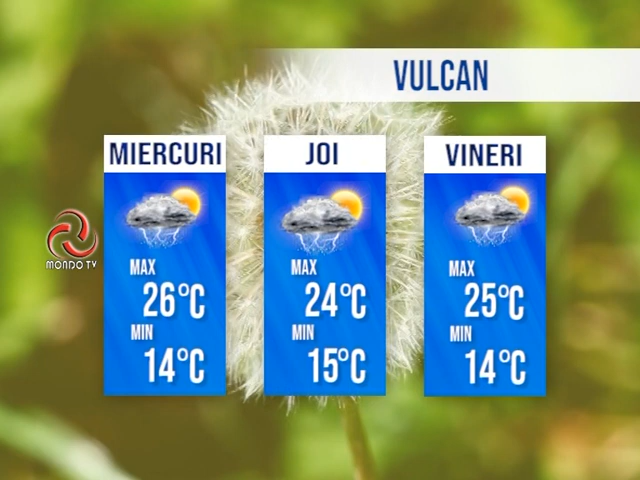 VULCAN
MIERCURI
MAX
26°C
MIN
14°C
JOI
MAX
24°C
MIN
15°C
VINERI
MAX
25°C
MIN
14°C
MONDO TV